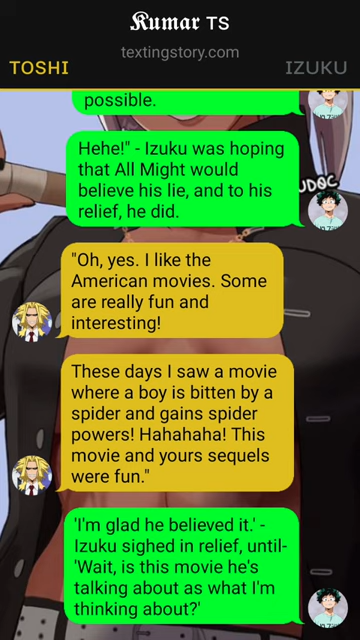 Kumar TS
textingstory.com
TOSHI
IZUKU
possible.
Hehe!" - Izuku was hoping
that All Might would
believe his lie, and to his
relief, he did.
"Oh, yes. I like the
American movies. Some
are really fun and
interesting!
These days I saw a movie
where a boy is bitten by a
spider and gains spider
powers! Hahahaha! This
movie and yours sequels
were fun."
'I'm glad he believed it.' -
Izuku sighed in relief, until-
'Wait, is this movie he's
talking about as what I'm
thinking about?'